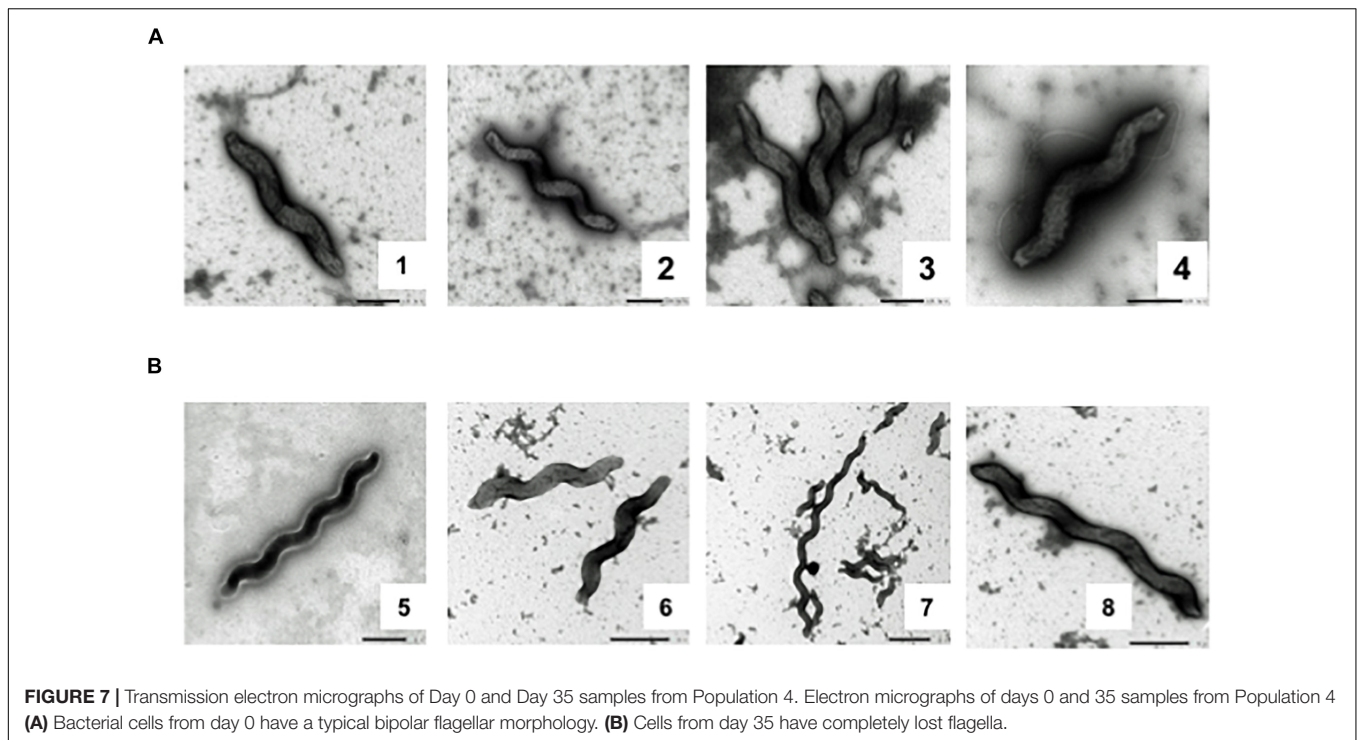 A
1
2
3
4
B
5
6
7
8
FIGURE 7 | Transmission electron micrographs of Day 0 and Day 35 samples from Population 4. Electron micrographs of days 0 and 35 samples from Population 4
(A) Bacterial cells from day 0 have a typical bipolar flagellar morphology. (B) Cells from day 35 have completely lost flagella.